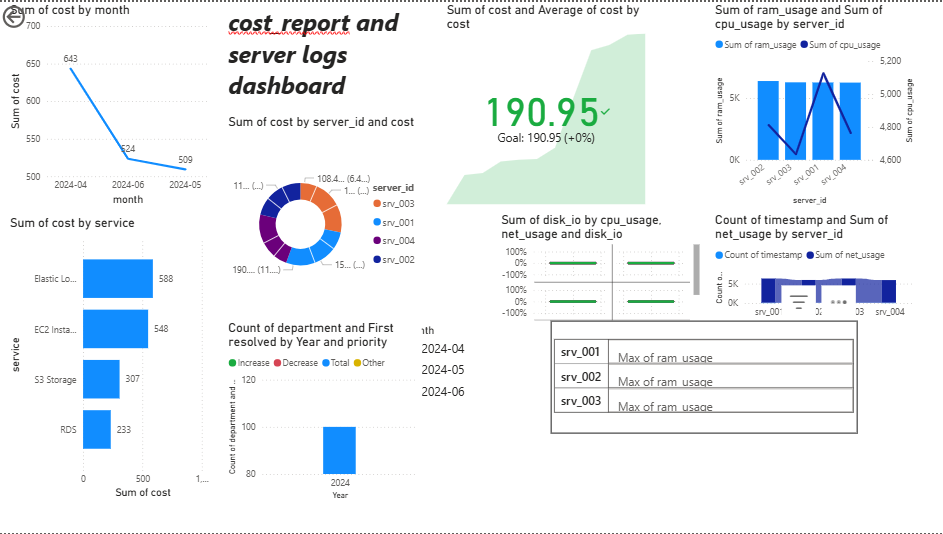 Sum of cost by month
700
650
600
550
500
Sum of cost
643
524
509
2024-04
2024-06
2024-05
month
cost_report and
server logs
dashboard
Sum of cost by server_id and cost
108.4... (6.4...)
1... (...)
15... (...)
190.... (11....)
11... (...)
server_id
srv_003
srv_001
srv_004
srv_002
Sum of cost and Average of cost by
cost
190.95
Goal: 190.95 (+0%)
Sum of ram_usage and Sum of
cpu_usage by server_id
Sum of ram_usage
Sum of cpu_usage
5K
0K
Sum of ram_usage
5,200
5,000
4,800
4,600
Sum of cpu_usage
srv_002
srv_003
srv_001
srv_004
server_id
Sum of cost by service
service
Elastic Lo...
588
EC2 Insta...
548
S3 Storage
307
RDS
233
0
500
1,...
Sum of cost
Count of department and First
resolved by Year and priority
Increase
Decrease
Total
Other
Count of department and ...
120
100
80
2024
Year
2024-04
2024-05
2024-06
Sum of disk_io by cpu_usage,
net_usage and disk_io
100%
0%
-100%
100%
0%
-100%
Count of timestamp and Sum of
net_usage by server_id
Count of timestamp
Sum of net_usage
Count o...
5K
0K
5K
0K
srv_004
srv_001
Max of ram_usage
srv_002
Max of ram_usage
srv_003
Max of ram_usage